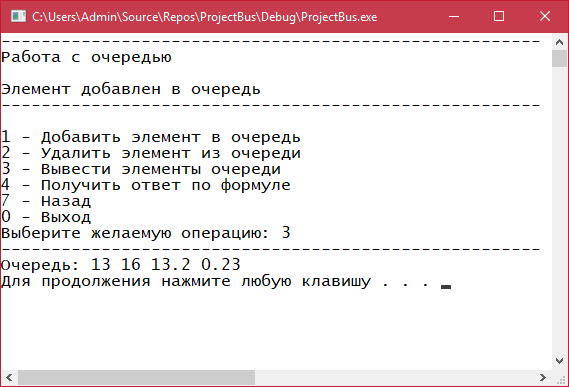 C:\Users\Admin\Source\Repos\ProjectBus\Debug\ProjectBus.exe
------------------------------------------------------
Работа с очередью
Элемент добавлен в очередь
------------------------------------------------------
1 - Добавить элемент в очередь
2 - Удалить элемент из очереди
3 - Вывести элементы очереди
4 - Получить ответ по формуле
7 - Назад
0 - Выход
Выберите желаемую операцию: 3
------------------------------------------------------
Очередь: 13 16 13.2 0.23
Для продолжения нажмите любую клавишу . . .